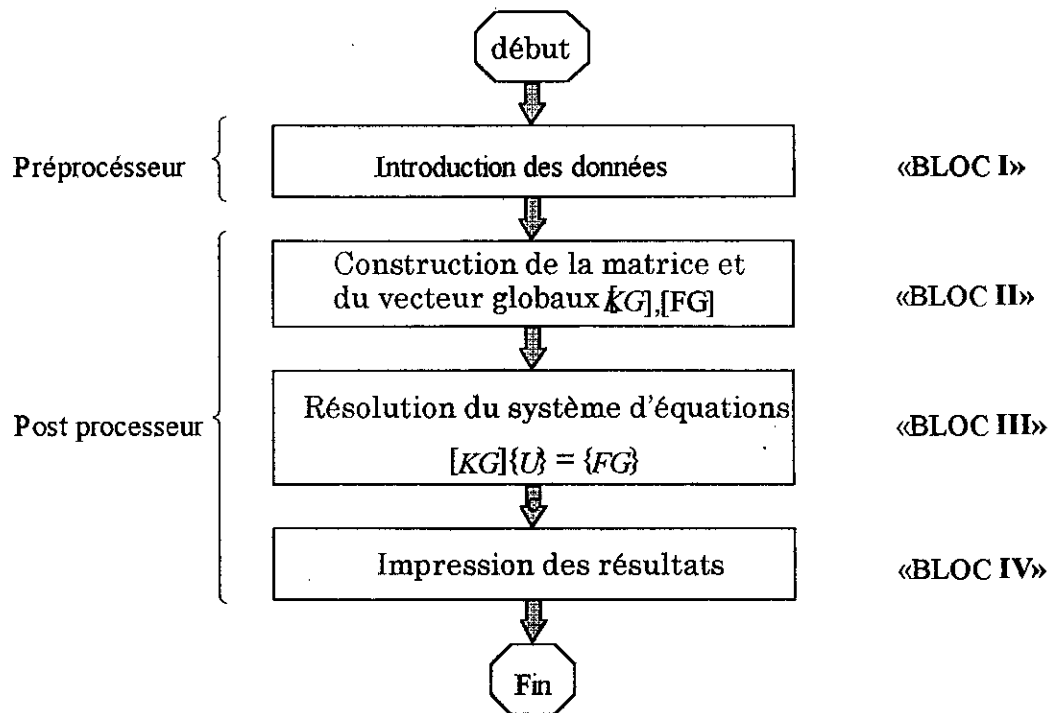 début
Préprocésseur
Introduction des données
«BLOC I»
Construction de la matrice et
du vecteur globaux [KG],[FG]
«BLOC II»
Post processeur
Résolution du système d'équations
[KG]{U} = {FG}
«BLOC III»
Impression des résultats
«BLOC IV»
Fin